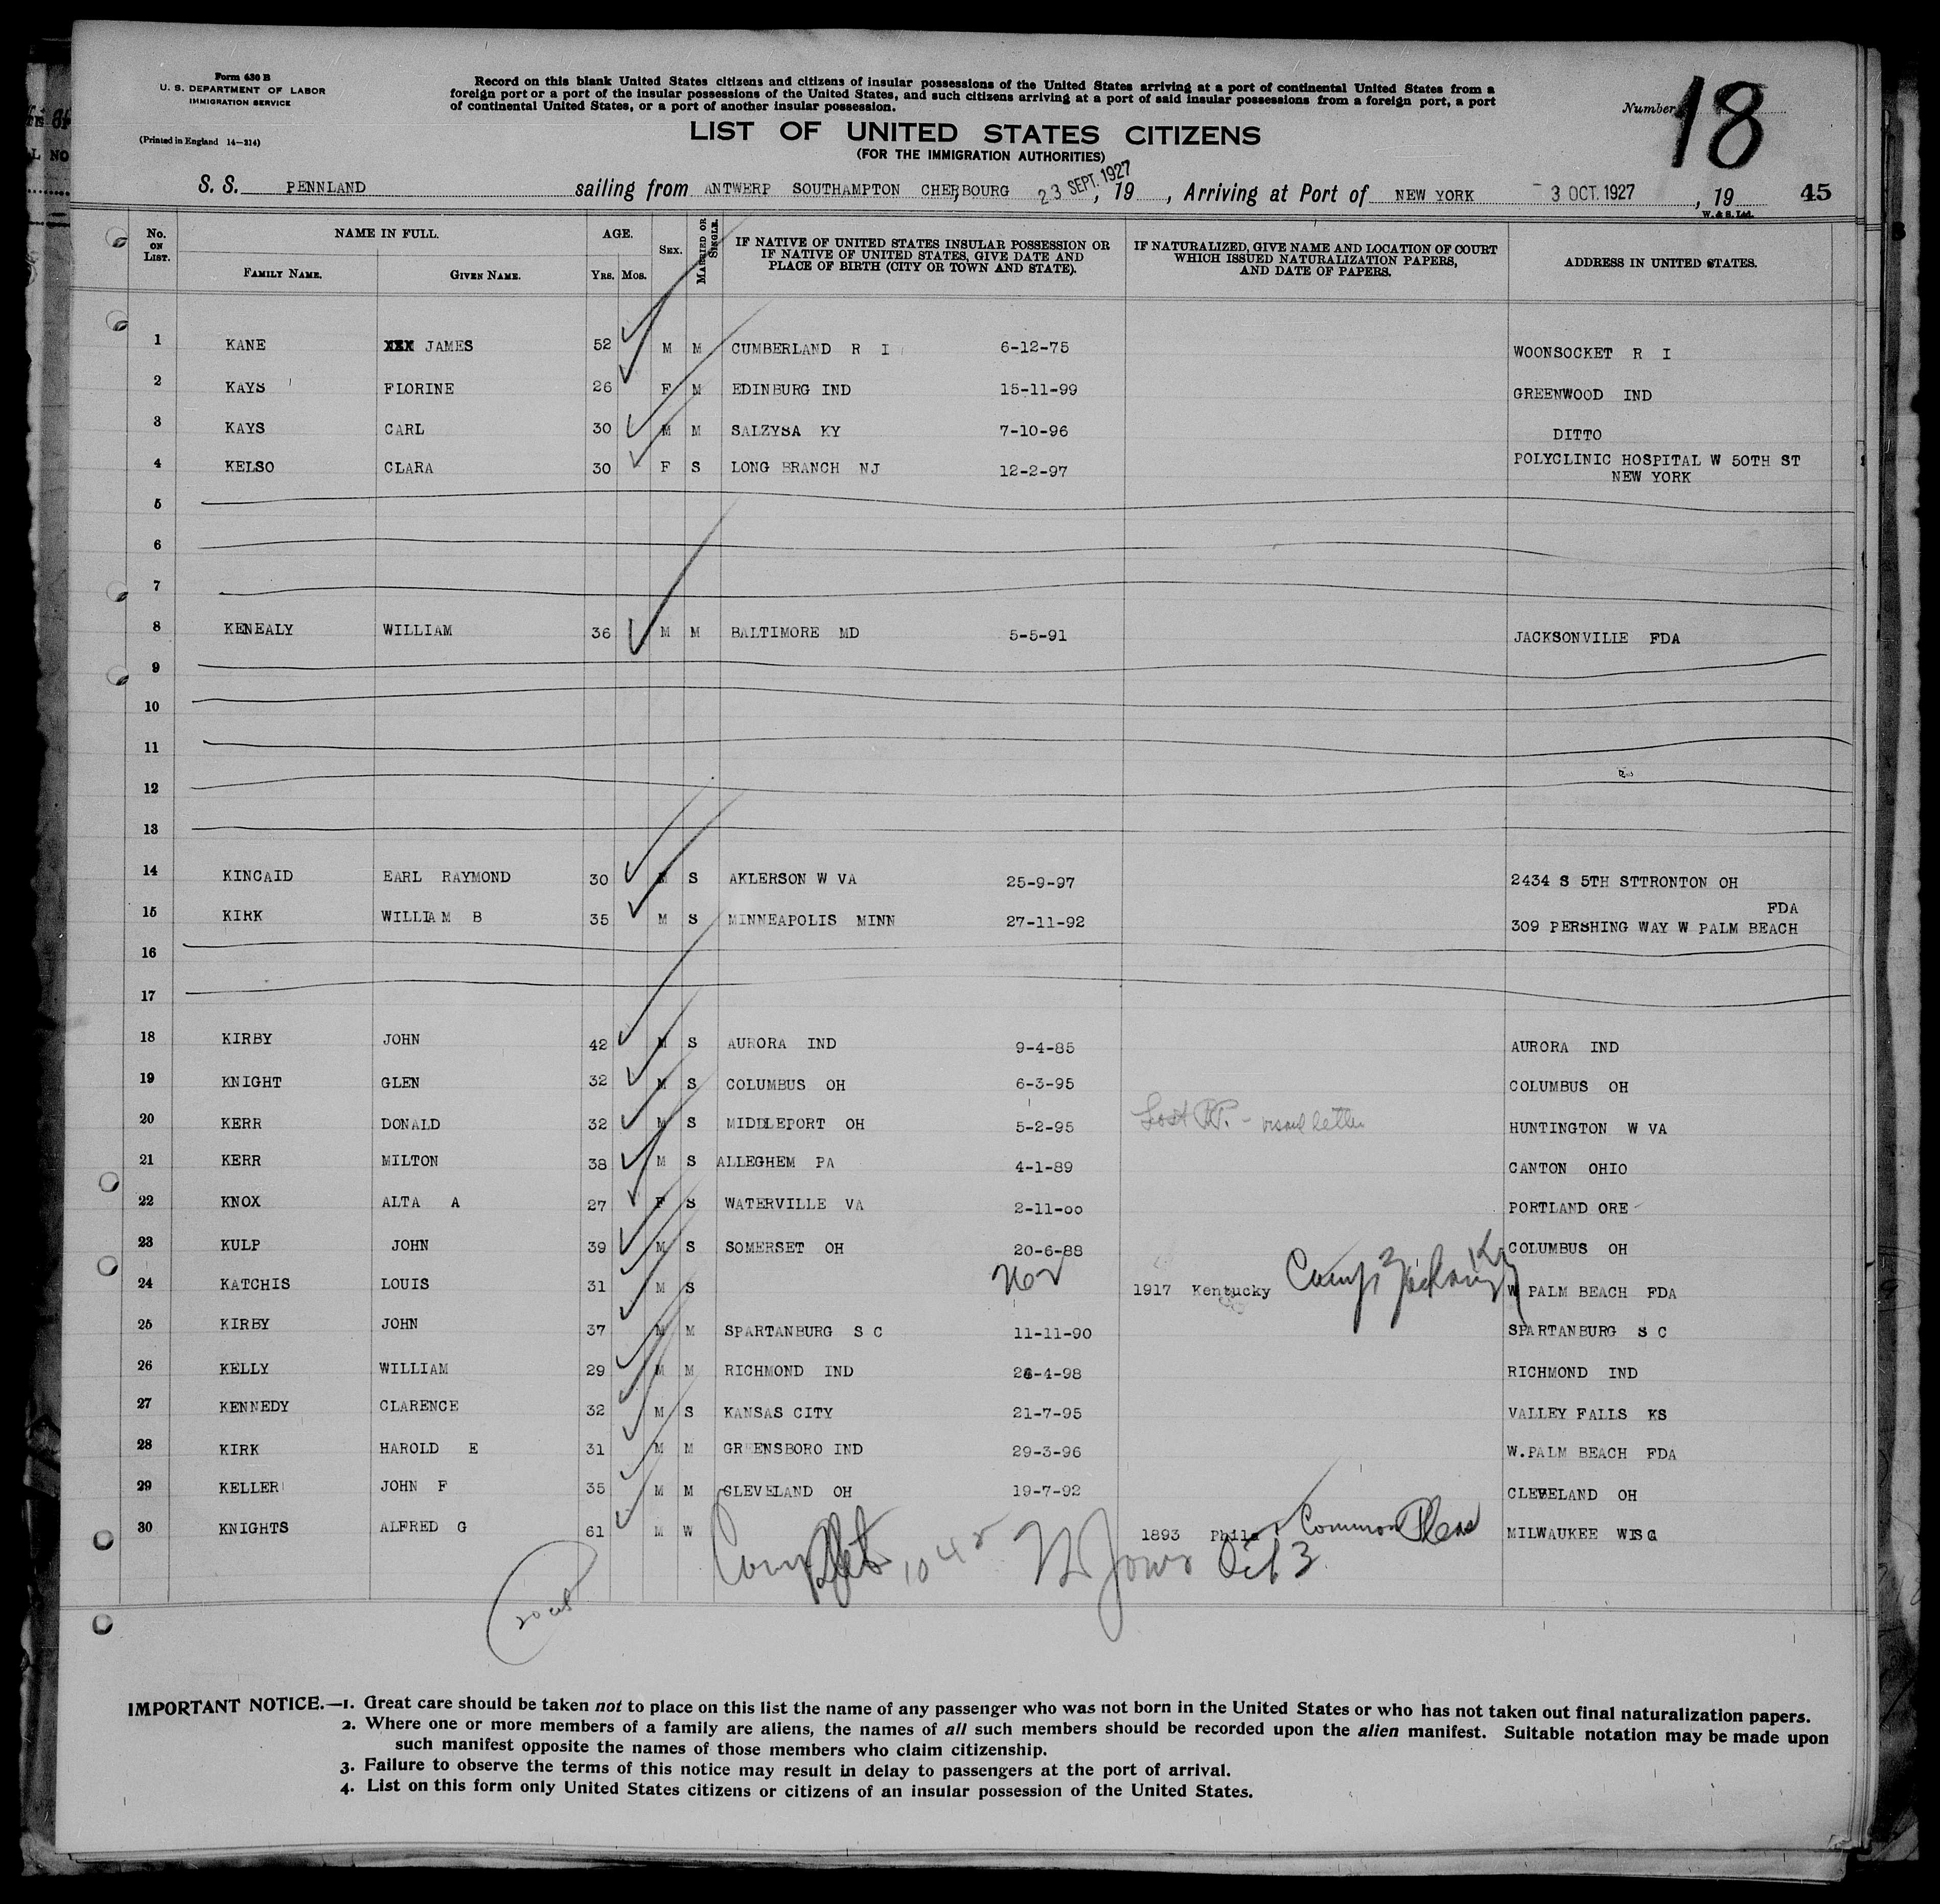 Form 630 B
U. S. DEPARTMENT OF LABOR
IMMIGRATION SERVICE
(Printed in England 14—214)
Record on this blank United States citizens and citizens of insular possessions of the United States arriving at a port of continental United States from a
foreign port or a port of the insular possessions of the United States, and such citizens arriving at a port of said insular possessions from a foreign port, a port
of continental United States, or a port of another insular possession.
Number 18
LIST OF UNITED STATES CITIZENS
(FOR THE IMMIGRATION AUTHORITIES)
S. S. PENNLAND sailing from ANTWERP SOUTHAMPTON CHERBOURG, 23 SEPT. 1927, 19 , Arriving at Port of NEW YORK 3 OCT. 1927, 19 45
W. & S. Ltd.
No. ON LIST. NAME IN FULL. FAMILY NAME. GIVEN NAME. AGE. YRS. MOS. SEX. MARRIED OR SINGLE. IF NATIVE OF UNITED STATES INSULAR POSSESSION OR IF NATIVE OF UNITED STATES, GIVE DATE AND PLACE OF BIRTH (CITY OR TOWN AND STATE). IF NATURALIZED, GIVE NAME AND LOCATION OF COURT WHICH ISSUED NATURALIZATION PAPERS, AND DATE OF PAPERS. ADDRESS IN UNITED STATES.
1 KANE XXX JAMES 52 M M CUMBERLAND R I 6-12-75 WOONSOCKET R I
2 KAYS FLORINE 26 F M EDINBURG IND 15-11-99 GREENWOOD IND
3 KAYS CARL 30 M M SALZYSA KY 7-10-96 DITTO
4 KELSO CLARA 30 F S LONG BRANCH NJ 12-2-97 POLYCLINIC HOSPITAL W 50TH ST
NEW YORK
5
6
7
8 KENEALY WILLIAM 36 M M BALTIMORE MD 5-5-91 JACKSONVILLE FDA
9
10
11
12
13
14 KINCAID EARL RAYMOND 30 M S AKLERSON W VA 25-9-97 2434 S 5TH STTRONTON OH
15 KIRK WILLIAM B 35 M S MINNEAPOLIS MINN 27-11-92 FDA
309 PERSHING WAY W PALM BEACH
16
17
18 KIRBY JOHN 42 M S AURORA IND 9-4-85 AURORA IND
19 KNIGHT GLEN 32 M S COLUMBUS OH 6-3-95 COLUMBUS OH
20 KERR DONALD 32 M S MIDDLEPORT OH 5-2-95 Lost P.P. - letter HUNTINGTON W VA
21 KERR MILTON 38 M S ALLEGHEM PA 4-1-89 CANTON OHIO
22 KNOX ALTA A 27 F S WATERVILLE VA 2-11-00 PORTLAND ORE
23 KULP JOHN 39 M S SOMERSET OH 20-6-88 COLUMBUS OH
24 KATCHIS LOUIS 31 M S 1917 Kentucky Camp Ky W PALM BEACH FDA
25 KIRBY JOHN 37 M M SPARTANBURG S C 11-11-90 SPARTANBURG S C
26 KELLY WILLIAM 29 M M RICHMOND IND 26-4-98 RICHMOND IND
27 KENNEDY CLARENCE 32 M S KANSAS CITY 21-7-95 VALLEY FALLS KS
28 KIRK HAROLD E 31 M M GREENSBORO IND 29-3-96 W.PALM BEACH FDA
29 KELLER JOHN F 35 M M CLEVELAND OH 19-7-92 CLEVELAND OH
30 KNIGHTS ALFRED G 61 M W 1893 Phila Common Pleas MILWAUKEE WISC
1042 Oct 3
IMPORTANT NOTICE.—1. Great care should be taken not to place on this list the name of any passenger who was not born in the United States or who has not taken out final naturalization papers.
2. Where one or more members of a family are aliens, the names of all such members should be recorded upon the alien manifest. Suitable notation may be made upon
such manifest opposite the names of those members who claim citizenship.
3. Failure to observe the terms of this notice may result in delay to passengers at the port of arrival.
4. List on this form only United States citizens or citizens of an insular possession of the United States.